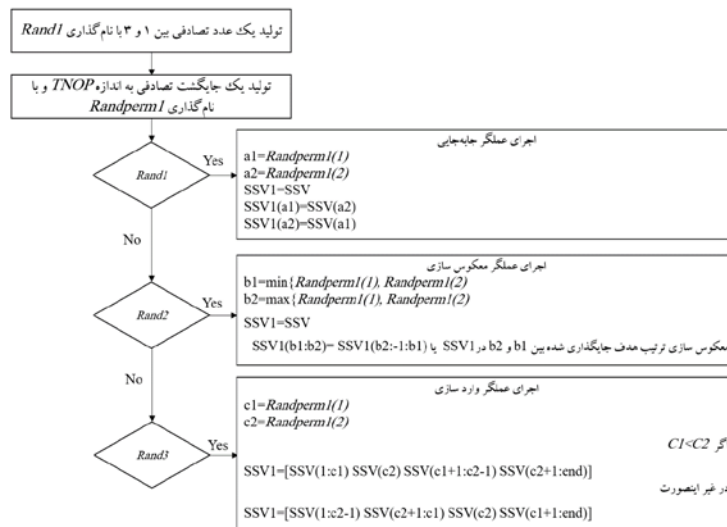 تولید یک عدد تصادفی بین ۱ و ۳ با نام‌گذاری Rand1
تولید یک جایگشت تصادفی به اندازه TNOP و با
نام‌گذاری Randperm1
Rand1
Yes
No
اجرای عملگر جابه‌جایی
a1=Randperm1(1)
a2=Randperm1(2)
SSV1=SSV
SSV1(a1)=SSV(a2)
SSV1(a2)=SSV(a1)
Rand2
Yes
No
اجرای عملگر معکوس سازی
b1=min{Randperm1(1), Randperm1(2)
b2=max{Randperm1(1), Randperm1(2)
SSV1=SSV
معکوس سازی ترتیب هدف جایگذاری شده بین b1 و b2 در SSV1 یا SSV1(b1:b2)= SSV1(b2:-1:b1)
Rand3
Yes
اجرای عملگر وارد سازی
c1=Randperm1(1)
c2=Randperm1(2)
گر C1<C2
SSV1=[SSV(1:c1) SSV(c2) SSV(c1+1:c2-1) SSV(c2+1:end)]
در غیر اینصورت
SSV1=[SSV(1:c2-1) SSV(c2+1:c1) SSV(c2) SSV(c1+1:end)]